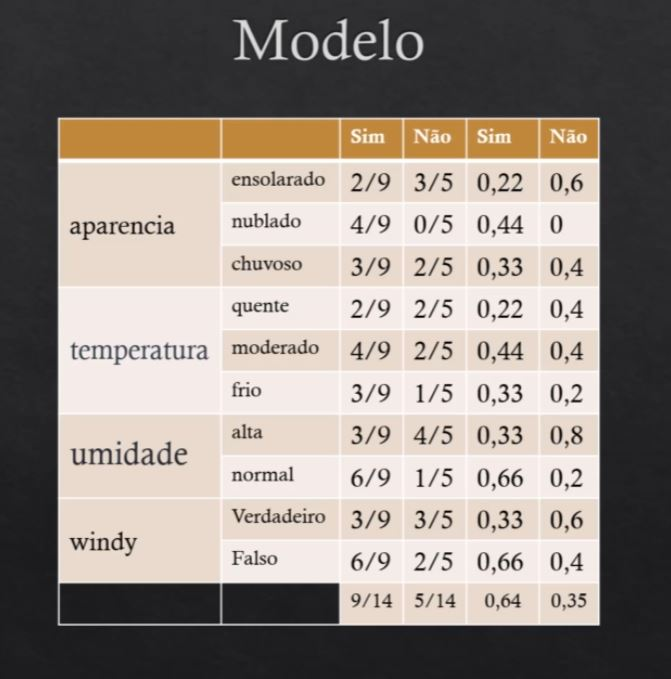 Modelo
Sim Não Sim Não
aparencia
ensolarado 2/9 3/5 0,22 0,6
nublado 4/9 0/5 0,44 0
chuvoso 3/9 2/5 0,33 0,4
temperatura
quente 2/9 2/5 0,22 0,4
moderado 4/9 2/5 0,44 0,4
frio 3/9 1/5 0,33 0,2
umidade
alta 3/9 4/5 0,33 0,8
normal 6/9 1/5 0,66 0,2
windy
Verdadeiro 3/9 3/5 0,33 0,6
Falso 6/9 2/5 0,66 0,4
9/14 5/14 0,64 0,35